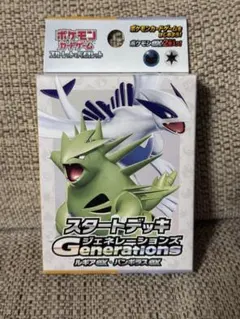 ポケモン
カードゲーム
スタートデッキ
ジェネレーションズ
Generations
ルギアex バンギラスex